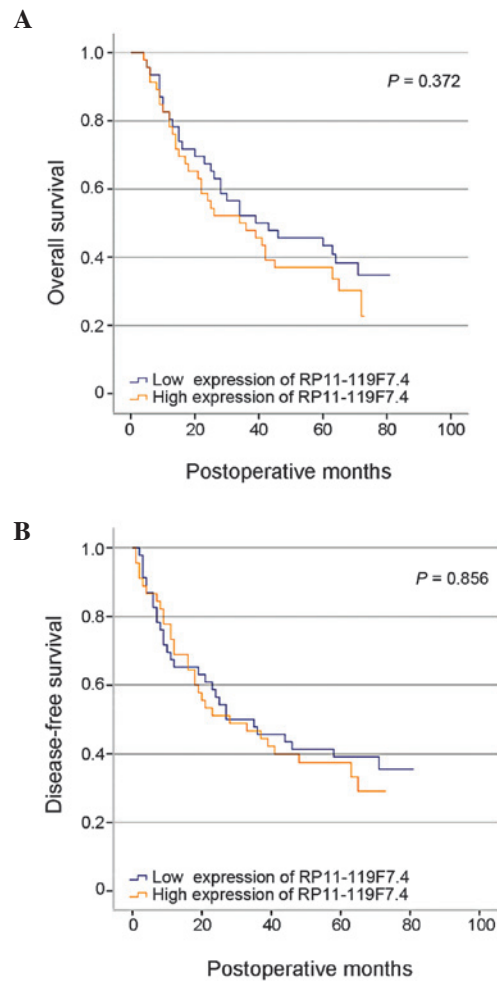 A
1.0
P = 0.372
0.8
0.6
0.4
0.2
0
Overall survival
Low expression of RP11-119F7.4
High expression of RP11-119F7.4
0 20 40 60 80 100
Postoperative months
B
1.0
P = 0.856
0.8
0.6
0.4
0.2
0
Disease-free survival
Low expression of RP11-119F7.4
High expression of RP11-119F7.4
0 20 40 60 80 100
Postoperative months